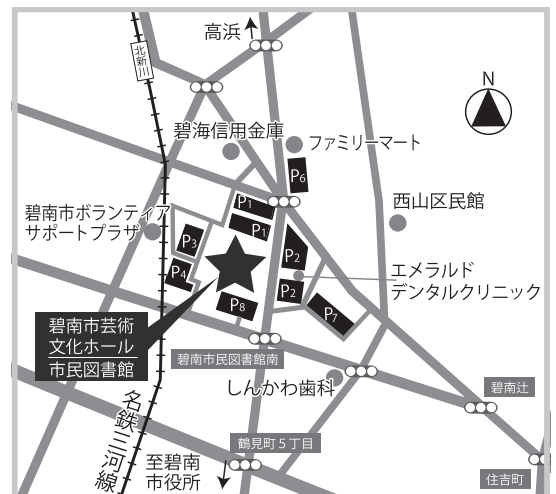 高浜
北新川
N
碧海信用金庫
ファミリーマート
P6
西山区民館
碧南市ボランティア
サポートプラザ
P1
P1
P3
P2
P4
エメラルド
デンタルクリニック
P2
P8
P7
碧南市芸術
文化ホール
市民図書館
碧南市民図書館南
しんかわ歯科
碧南辻
名鉄三河線
鶴見町5丁目
至碧南
市役所
住吉町